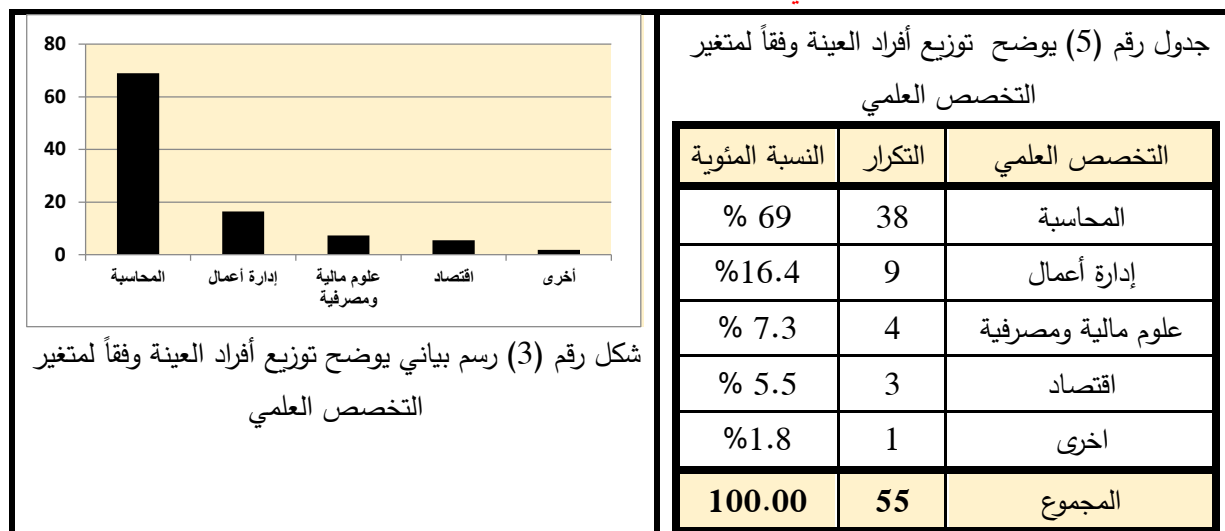 جدول رقم (5) يوضح توزيع أفراد العينة وفقاً لمتغير
التخصص العلمي
التخصص العلمي التكرار النسبة المئوية
المحاسبة 38 69 %
إدارة أعمال 9 16.4%
علوم مالية ومصرفية 4 7.3 %
اقتصاد 3 5.5 %
اخرى 1 1.8%
المجموع 55 100.00
80
60
40
20
0
المحاسبة إدارة أعمال علوم مالية ومصرفية اقتصاد أخرى
شكل رقم (3) رسم بياني يوضح توزيع أفراد العينة وفقاً لمتغير
التخصص العلمي